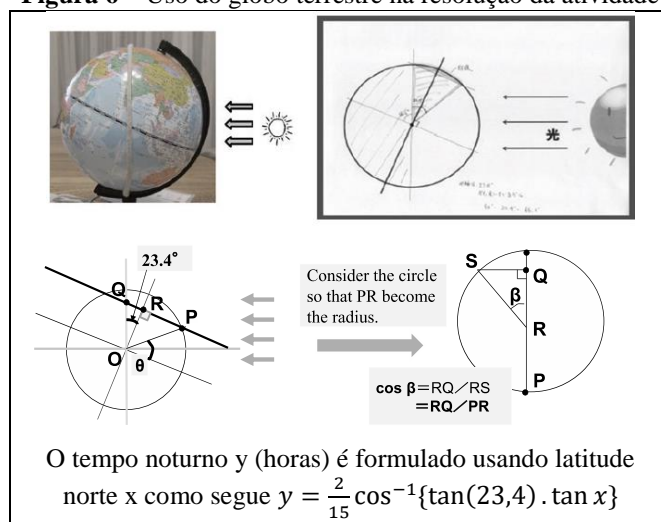 Figura 6 – Uso do globo terrestre na resolução da atividade
光
23.4°
Q
R
P
O
θ
Consider the circle
so that PR become
the radius.
S
Q
β
R
P
cos β=RQ/RS
=RQ/PR
O tempo noturno y (horas) é formulado usando latitude
norte x como segue y = 2/15 cos⁻¹{tan(23,4) . tan x}